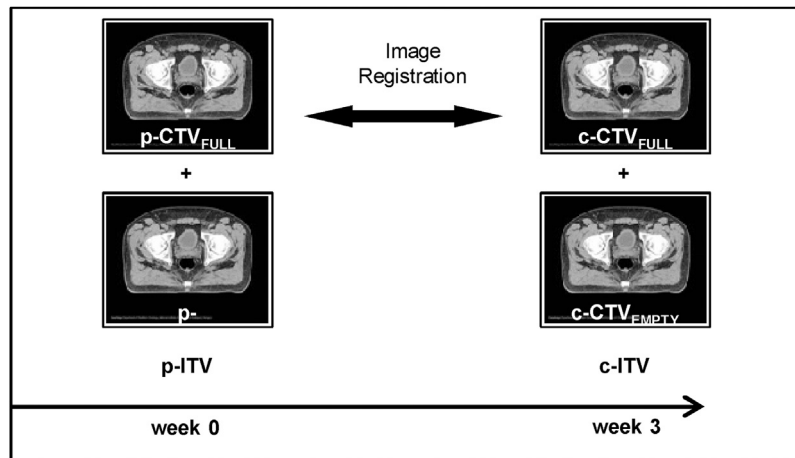 Image
Registration
p-CTVFULL
c-CTVFULL
+
+
p-
c-CTVEMPTY
p-ITV
c-ITV
week 0
week 3